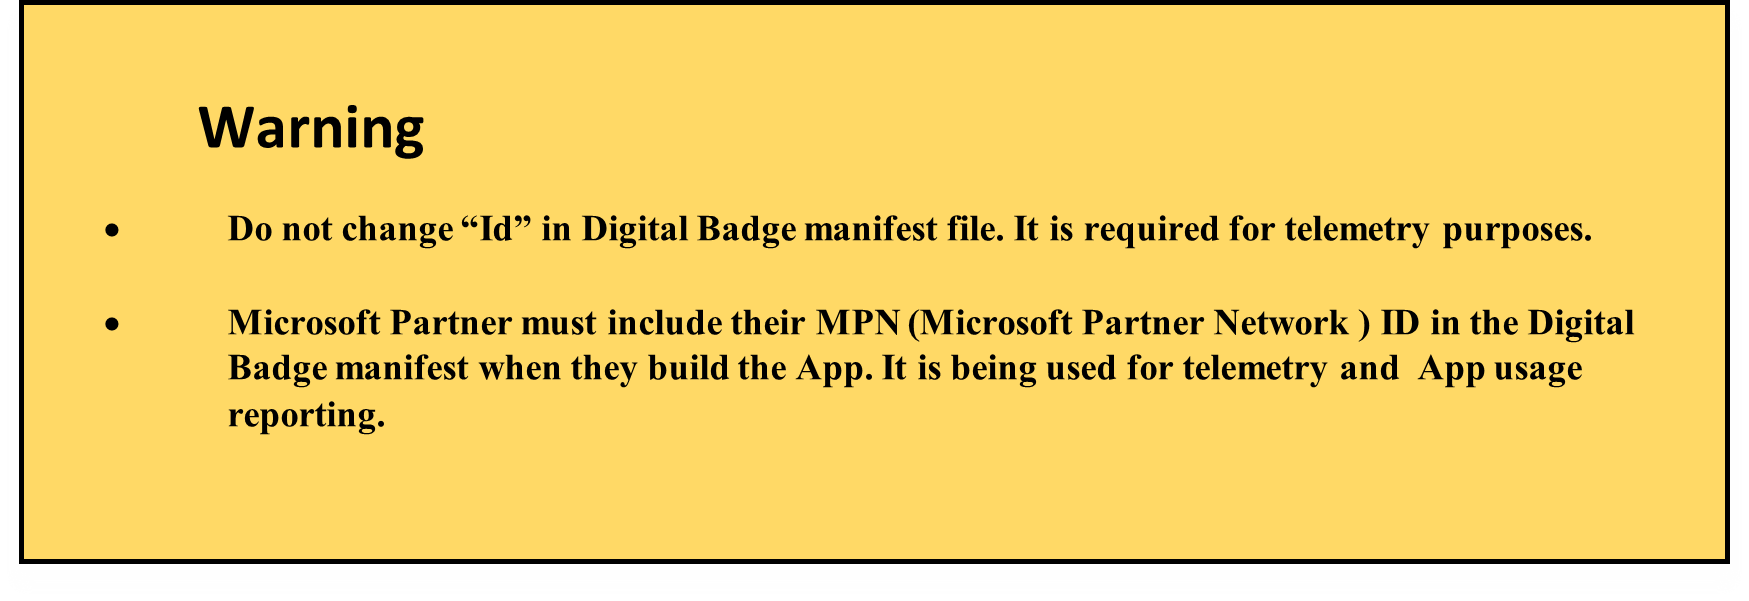 Warning
• Do not change “Id” in Digital Badge manifest file. It is required for telemetry purposes.
• Microsoft Partner must include their MPN (Microsoft Partner Network ) ID in the Digital
Badge manifest when they build the App. It is being used for telemetry and  App usage
reporting.